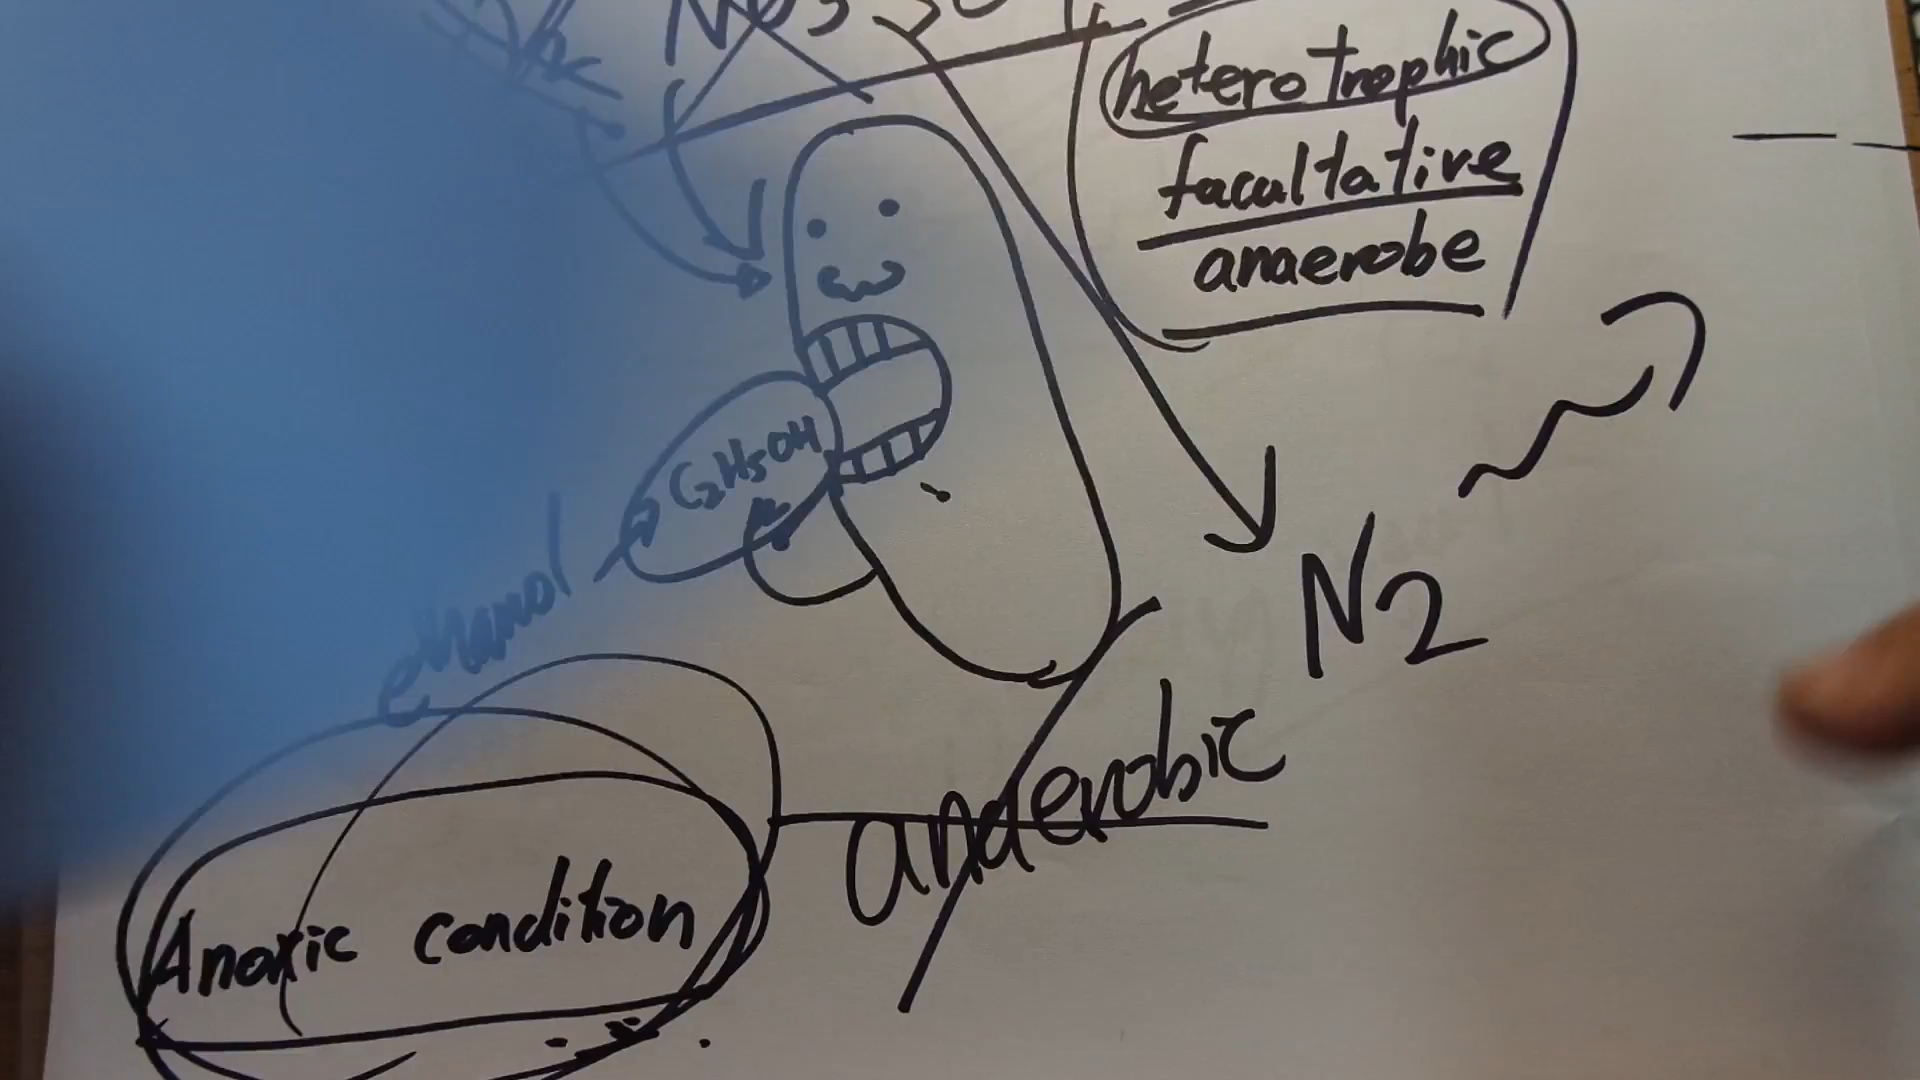 heterotrophic
facultative
anaerobe
C2H5OH
ethanol
N2
anaerobic
Anoxic condition